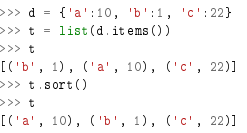 >>> d = {'a':10, 'b':1, 'c':22}
>>> t = list(d.items())
>>> t
[('b', 1), ('a', 10), ('c', 22)]
>>> t.sort()
>>> t
[('a', 10), ('b', 1), ('c', 22)]